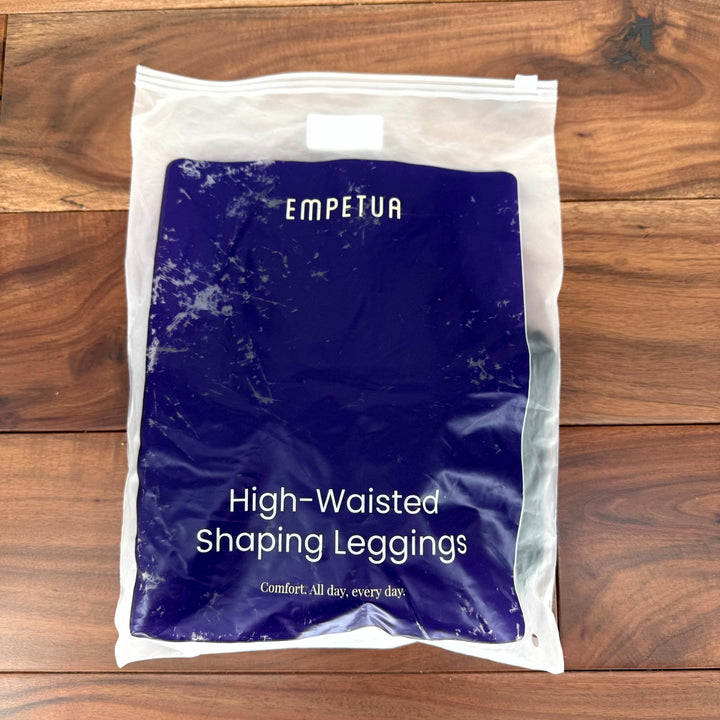 EMPETUA
High-Waisted
Shaping Leggings
Comfort. All day, every day.